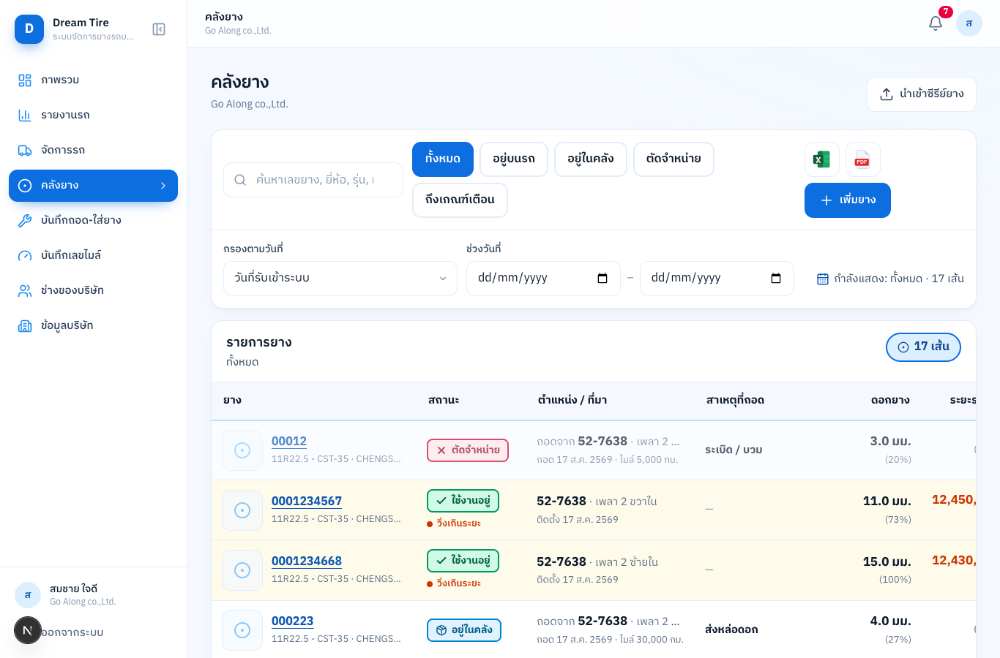 D
Dream Tire
ระบบจัดการยางรถบ...
ภาพรวม
รายงานรถ
จัดการรถ
คลังยาง
บันทึกถอด-ใส่ยาง
บันทึกเลขไมล์
ช่างของบริษัท
ข้อมูลบริษัท
ส
สมชาย ใจดี
Go Along co.,Ltd.
N
ออกจากระบบ
คลังยาง
Go Along co.,Ltd.
7
ส
คลังยาง
Go Along co.,Ltd.
นำเข้าซีรีย์ยาง
ค้นหาเลขยาง, ยี่ห้อ, รุ่น,
ทั้งหมด
อยู่บนรถ
อยู่ในคลัง
ตัดจำหน่าย
ถึงเกณฑ์เตือน
X
PDF
เพิ่มยาง
กรองตามวันที่
ช่วงวันที่
วันที่รับเข้าระบบ
dd/mm/yyyy
–
dd/mm/yyyy
กำลังแสดง: ทั้งหมด · 17 เส้น
รายการยาง
ทั้งหมด
17 เส้น
ยาง
สถานะ
ตำแหน่ง / ที่มา
สาเหตุที่ถอด
ดอกยาง
ระยะร
00012
11R22.5 - CST-35 · CHENGS...
ตัดจำหน่าย
ถอดจาก 52-7638 · เพลา 2 ...
ถอด 17 ส.ค. 2569 · ไมล์ 5,000 กม.
ระเบิด / บวม
3.0 มม.
(20%)
0001234567
11R22.5 - CST-35 · CHENGS...
ใช้งานอยู่
วิ่งเกินระยะ
52-7638 · เพลา 2 ขวาใน
ติดตั้ง 17 ส.ค. 2569
—
11.0 มม.
(73%)
12,450,
0001234668
11R22.5 - CST-35 · CHENGS...
ใช้งานอยู่
วิ่งเกินระยะ
52-7638 · เพลา 2 ซ้ายใน
ติดตั้ง 17 ส.ค. 2569
—
15.0 มม.
(100%)
12,430,
000223
11R22.5 - CST-35 · CHENGS...
อยู่ในคลัง
ถอดจาก 52-7638 · เพลา 2 ...
ถอด 17 ส.ค. 2569 · ไมล์ 30,000 กม.
ส่งหล่อดอก
4.0 มม.
(27%)